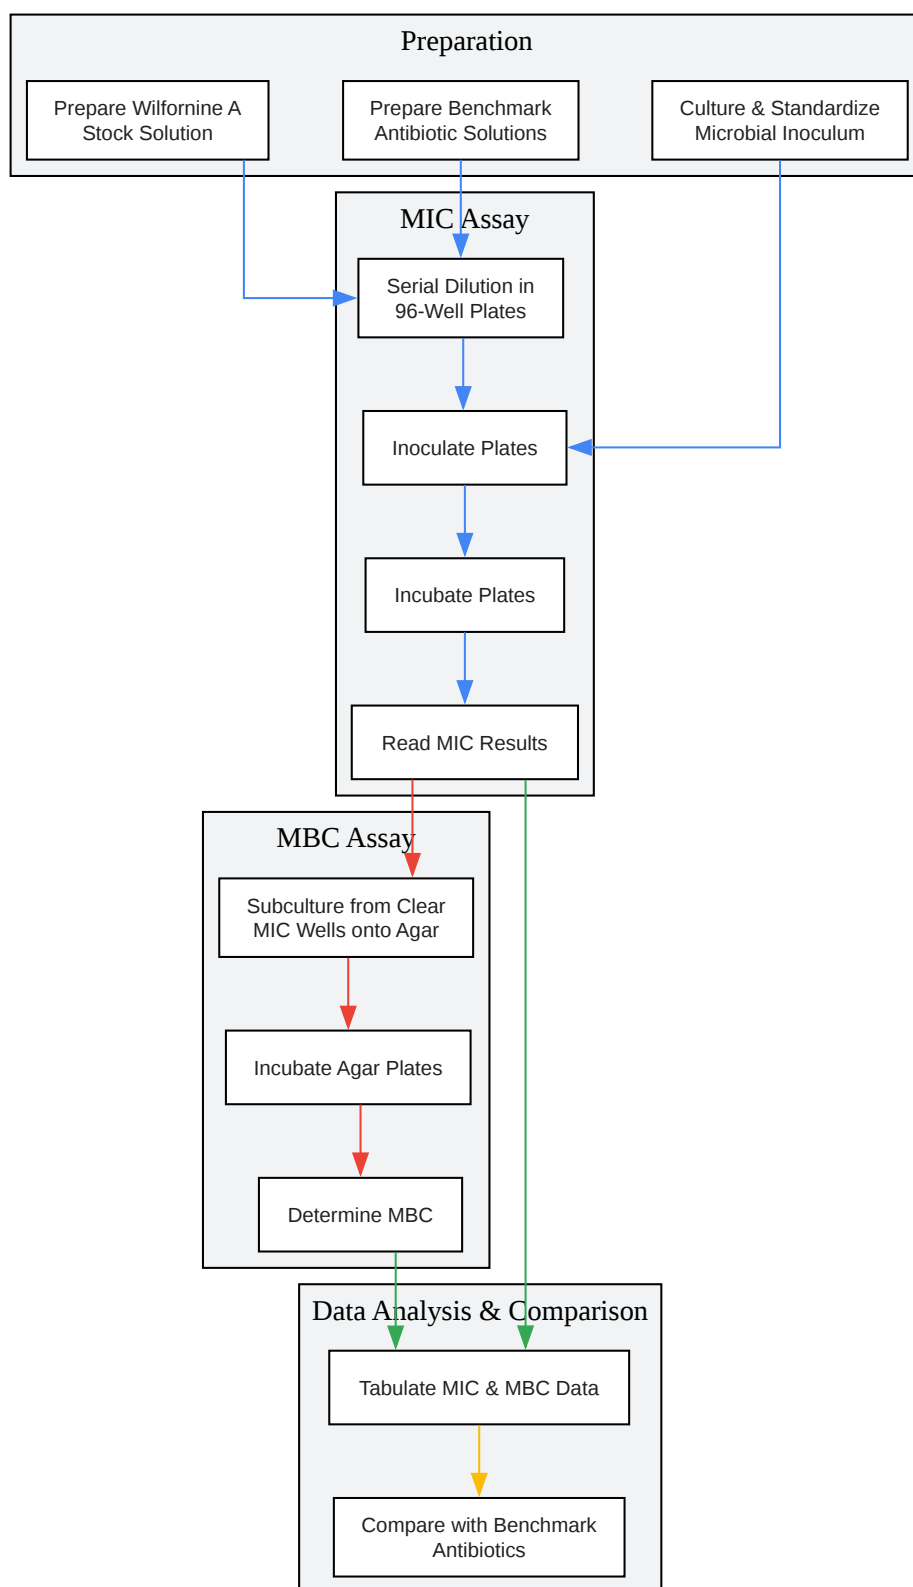 Preparation
Prepare Wilfornine A
Stock Solution
Prepare Benchmark
Antibiotic Solutions
Culture & Standardize
Microbial Inoculum
MIC Assay
Serial Dilution in
96-Well Plates
Inoculate Plates
Incubate Plates
Read MIC Results
MBC Assay
Subculture from Clear
MIC Wells onto Agar
Incubate Agar Plates
Determine MBC
Data Analysis & Comparison
Tabulate MIC & MBC Data
Compare with Benchmark
Antibiotics